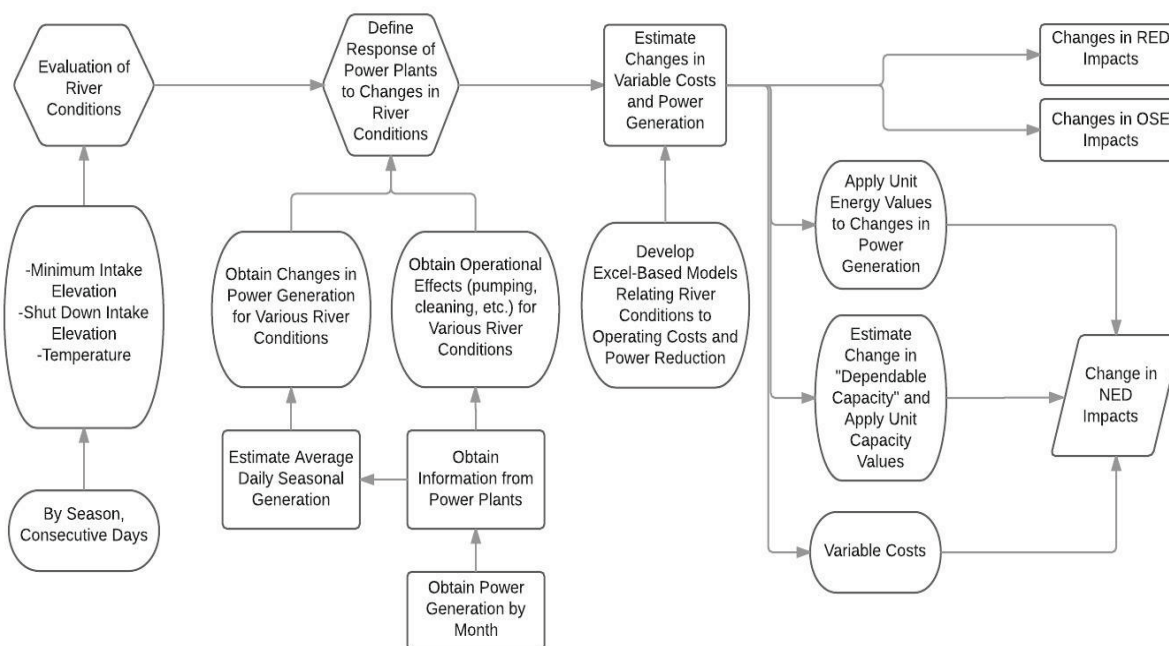 Evaluation of
River
Conditions
Define
Response of
Power Plants
to Changes in
River
Conditions
Estimate
Changes in
Variable Costs
and Power
Generation
Changes in RED
Impacts
Changes in OSE
Impacts
-Minimum Intake
Elevation
-Shut Down Intake
Elevation
-Temperature
Obtain Changes in
Power Generation
for Various River
Conditions
Obtain Operational
Effects (pumping,
cleaning, etc.) for
Various River
Conditions
Develop
Excel-Based Models
Relating River
Conditions to
Operating Costs and
Power Reduction
Apply Unit
Energy Values
to Changes in
Power
Generation
Estimate
Change in
"Dependable
Capacity" and
Apply Unit
Capacity
Values
Change in
NED
Impacts
By Season,
Consecutive Days
Estimate Average
Daily Seasonal
Generation
Obtain
Information from
Power Plants
Variable Costs
Obtain Power
Generation by
Month